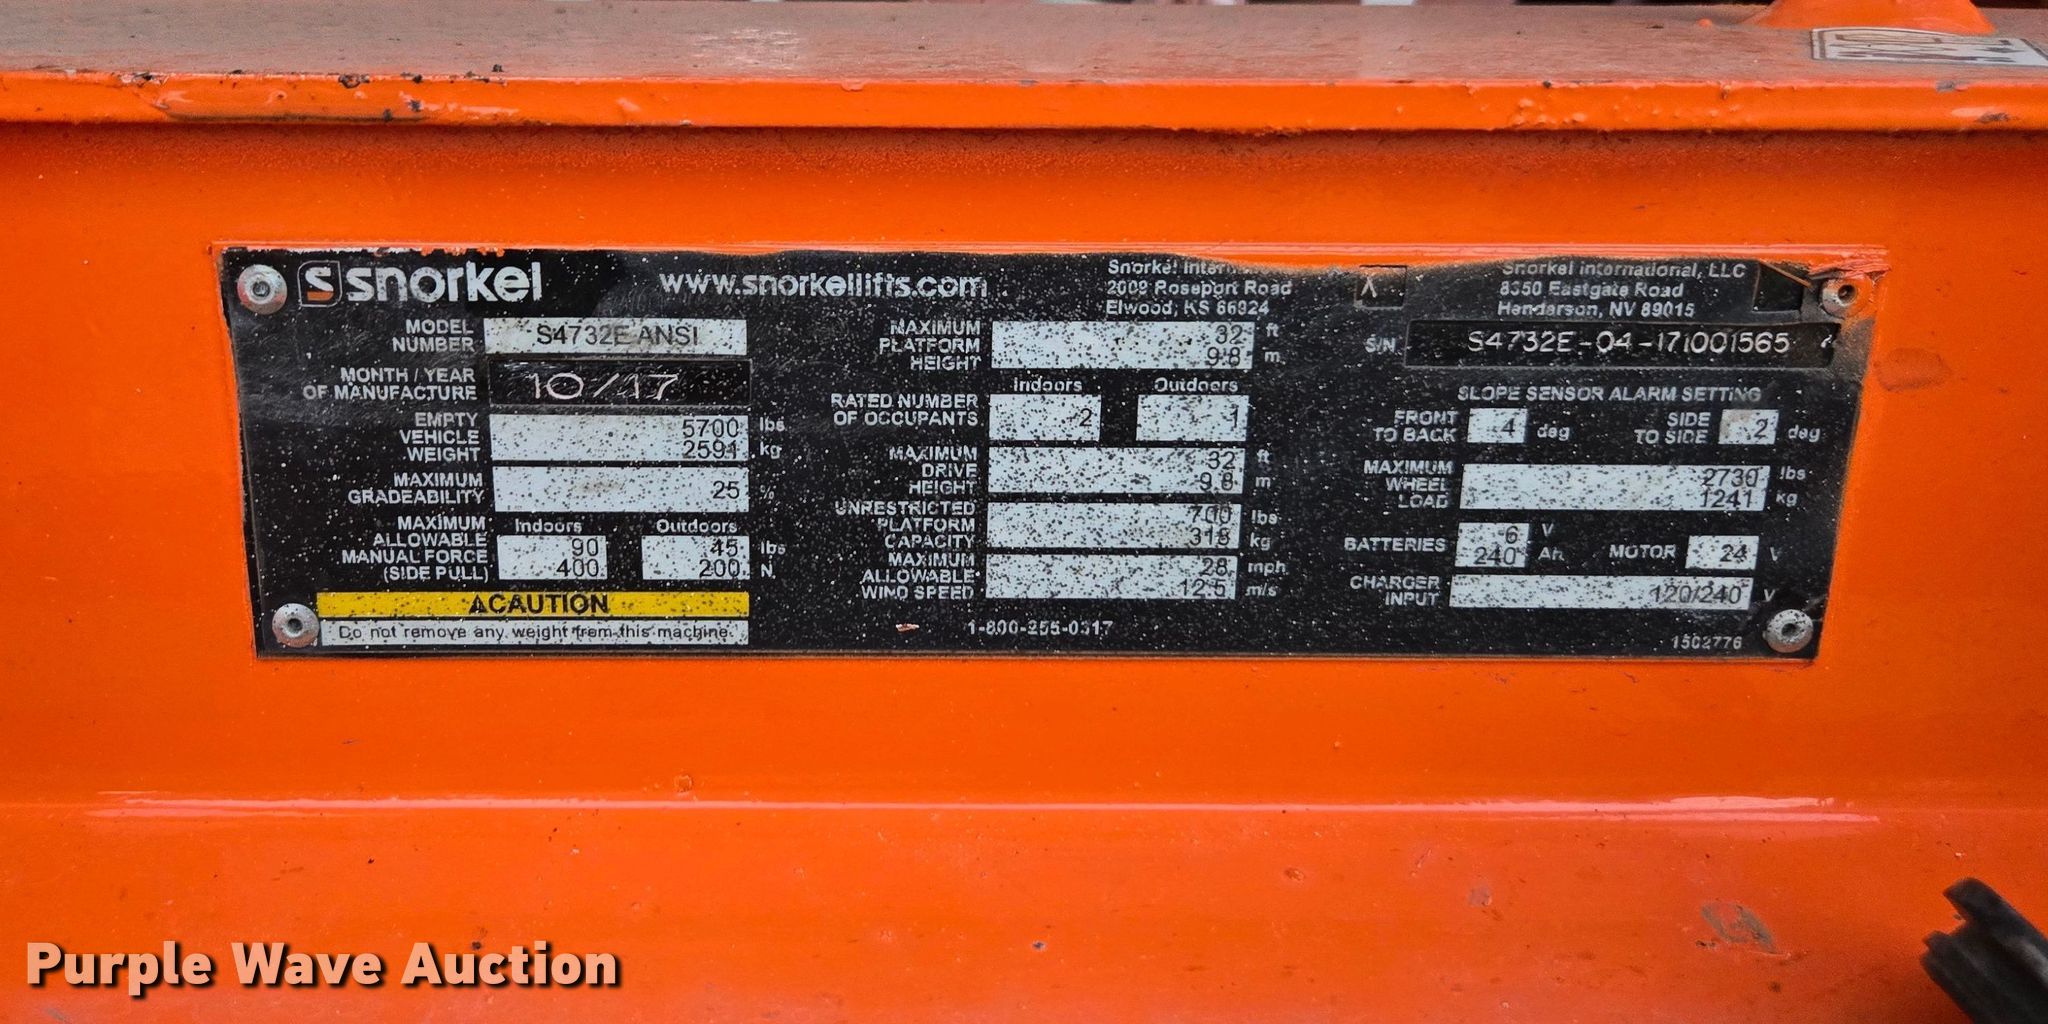 snorkel
www.snorkellifts.com
Snorkel
2009 Roseport Road
Elwood, KS 66024
X
Snorkel International, LLC
8350 Eastgate Road
Henderson, NV 89015
MODEL NUMBER S4732E ANSI
MONTH / YEAR OF MANUFACTURE 10/17
EMPTY VEHICLE WEIGHT 5700 lbs
2591 kg
MAXIMUM GRADEABILITY 25 %
MAXIMUM ALLOWABLE MANUAL FORCE (SIDE PULL)
Indoors Outdoors
90 45 lbs
400 200 N
⚠CAUTION
Do not remove any weight from this machine.
MAXIMUM PLATFORM HEIGHT 32 ft
9.8 m
Indoors Outdoors
RATED NUMBER OF OCCUPANTS 2 1
MAXIMUM DRIVE HEIGHT 32 ft
9.8 m
UNRESTRICTED PLATFORM CAPACITY 700 lbs
318 kg
MAXIMUM ALLOWABLE WIND SPEED 28 mph
12.5 m/s
1-800-255-0317
S/N S4732E-04-171001565
SLOPE SENSOR ALARM SETTING
FRONT TO BACK 4 deg SIDE TO SIDE 2 deg
MAXIMUM WHEEL LOAD 2730 lbs
1241 kg
BATTERIES 6 V
240 AH MOTOR 24 V
CHARGER INPUT 120/240 V
1502776
Purple Wave Auction